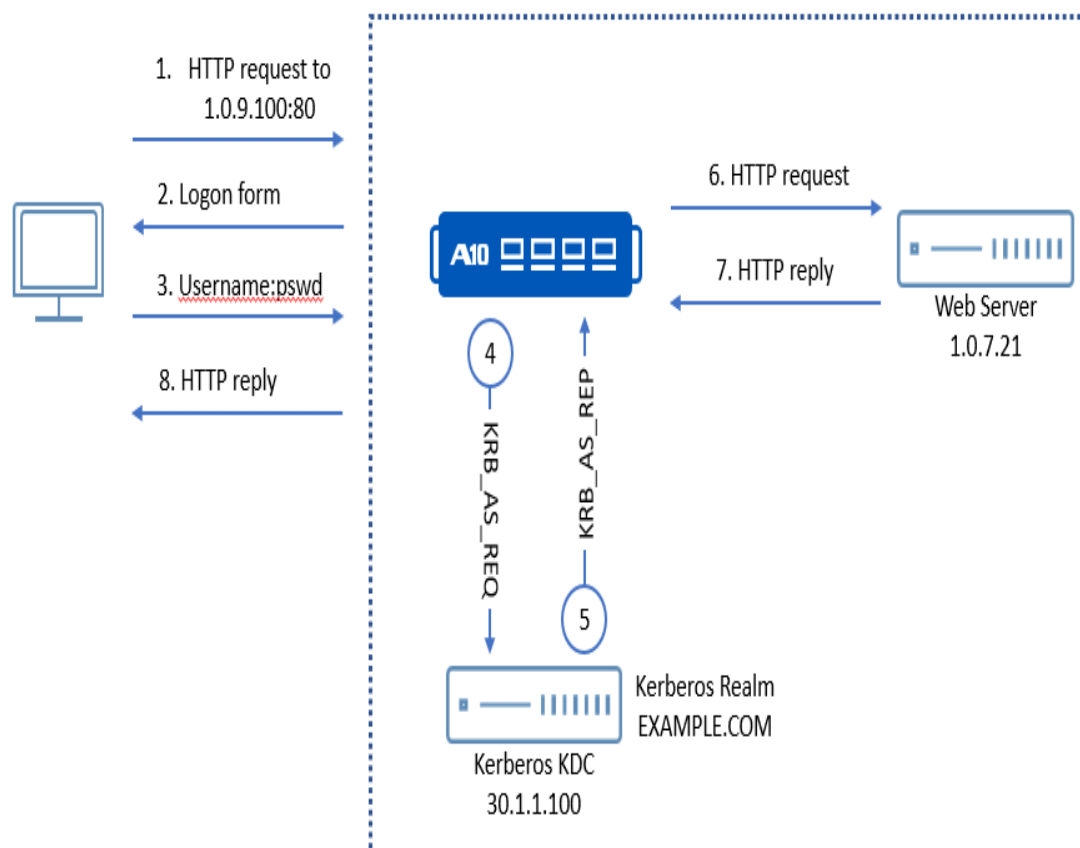 1. HTTP request to
1.0.9.100:80
2. Logon form
3. Username:pswd
8. HTTP reply
A10
6. HTTP request
7. HTTP reply
Web Server
1.0.7.21
4
KRB_AS_REQ
KRB_AS_REP
5
Kerberos Realm
EXAMPLE.COM
Kerberos KDC
30.1.1.100